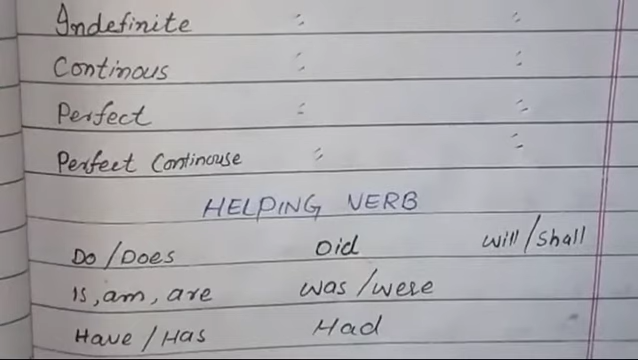 Indefinite :, :,
Continous :, :,
Perfect :, :,
Perfect Continouse :, :,
HELPING VERB
Do/Does Did will/shall
Is, am, are was/were
Have/Has Had